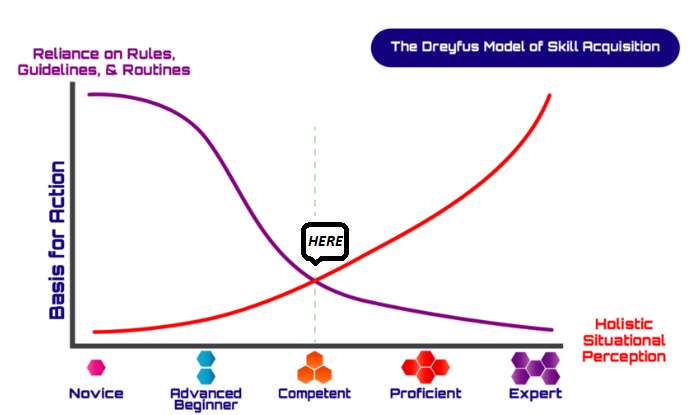 The Dreyfus Model of Skill Acquisition
Reliance on Rules,
Guidelines, & Routines
Basis for Action
HERE
Holistic
Situational
Perception
Novice
Advanced
Beginner
Competent
Proficient
Expert